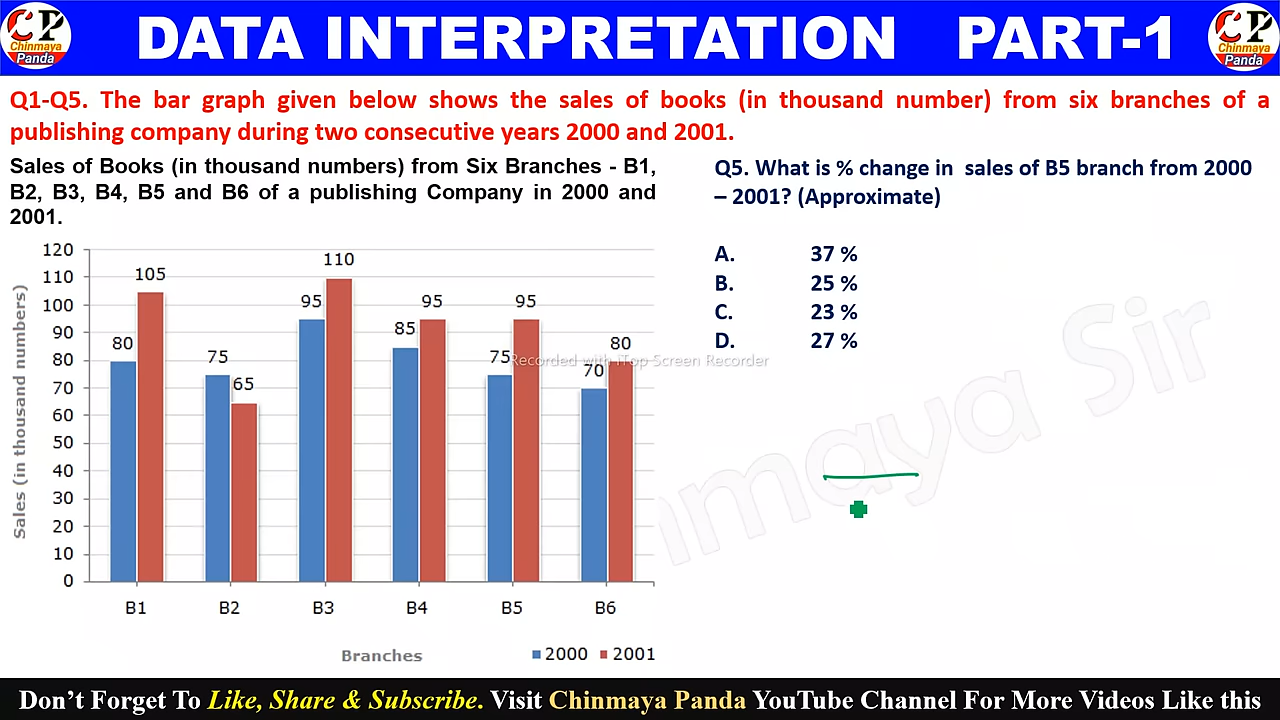 CP
Chinmaya
Panda
DATA INTERPRETATION PART-1
CP
Chinmaya
Panda
Q1-Q5. The bar graph given below shows the sales of books (in thousand number) from six branches of a
publishing company during two consecutive years 2000 and 2001.
Sales of Books (in thousand numbers) from Six Branches - B1,
B2, B3, B4, B5 and B6 of a publishing Company in 2000 and
2001.
Q5. What is % change in sales of B5 branch from 2000
– 2001? (Approximate)
A. 37 %
B. 25 %
C. 23 %
D. 27 %
Sales (in thousand numbers)
120
110
100
90
80
70
60
50
40
30
20
10
0
80 105
75 65
95 110
85 95
75 95
70 80
B1 B2 B3 B4 B5 B6
Branches
2000 2001
Recorded with iTop Screen Recorder
nmaya Sir
Don’t Forget To Like, Share & Subscribe. Visit Chinmaya Panda YouTube Channel For More Videos Like this